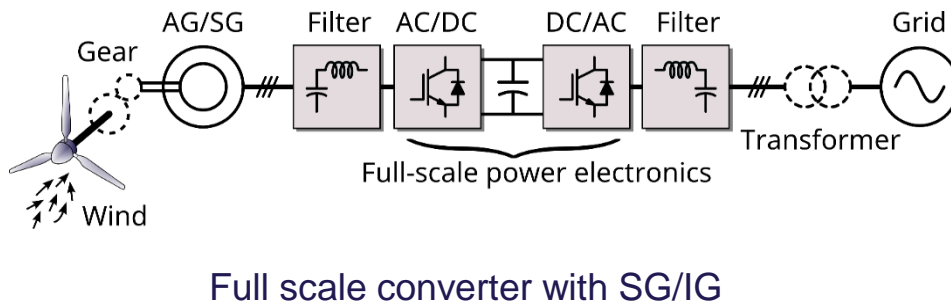 AG/SG Filter AC/DC DC/AC Filter Grid
Gear
Transformer
Full-scale power electronics
Wind
Full scale converter with SG/IG